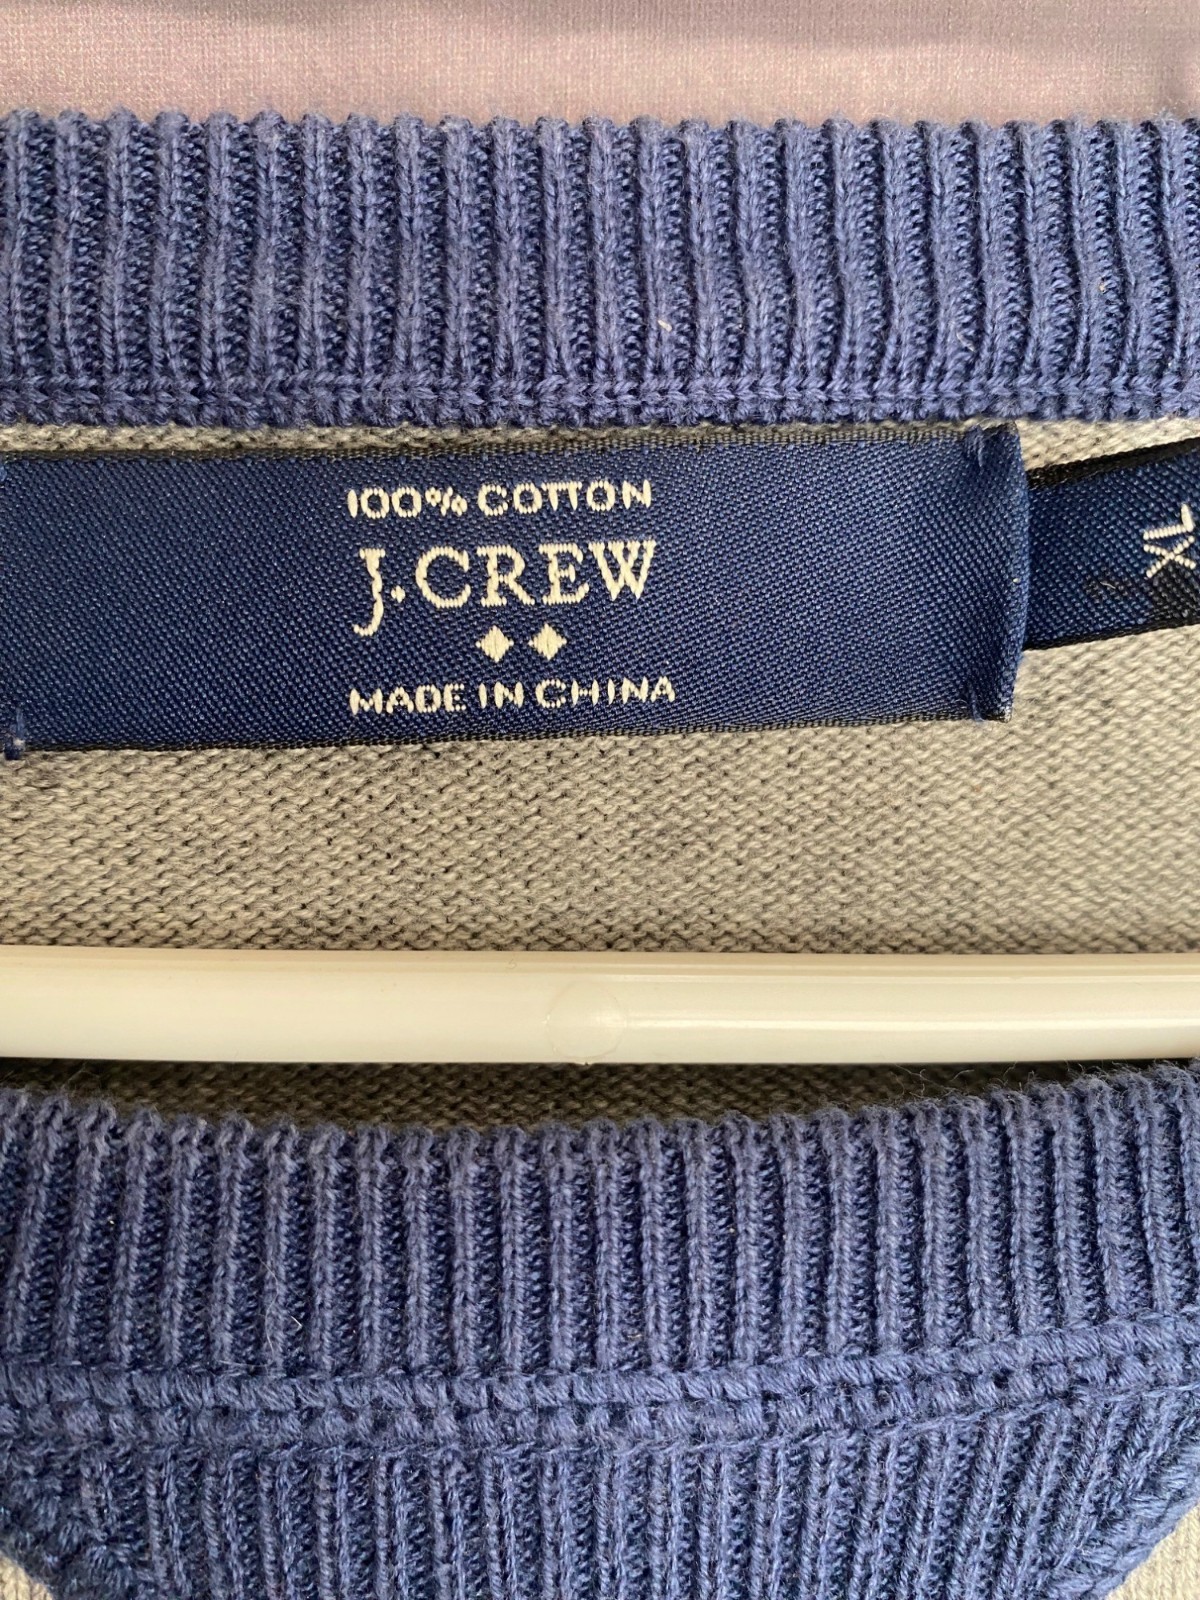 100% COTTON
J.CREW
MADE IN CHINA
XL